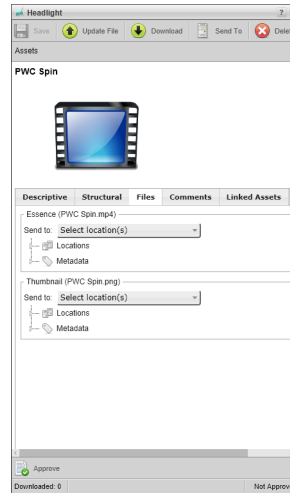 Headlight ?
Save Update File Download Send To Dele
Assets
PWC Spin
Descriptive Structural Files Comments Linked Assets
Essence (PWC Spin.mp4)
Send to: Select location(s)
Locations
Metadata
Thumbnail (PWC Spin.png)
Send to: Select location(s)
Locations
Metadata
Approve
Downloaded: 0 Not Approv